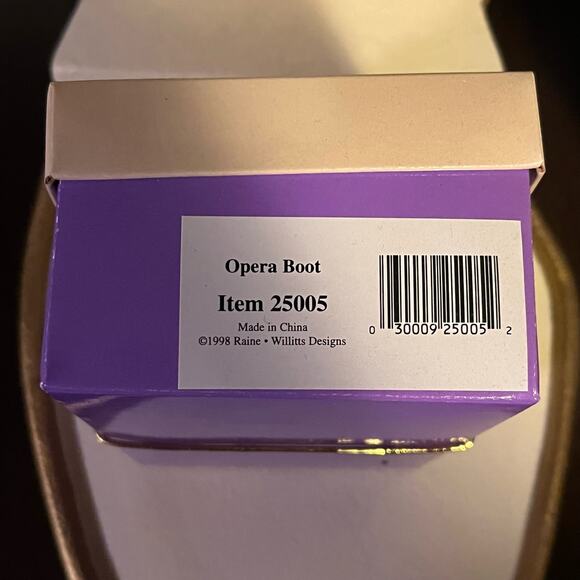 Opera Boot
Item 25005
Made in China
©1998 Raine • Willitts Designs
0 30009 25005 2